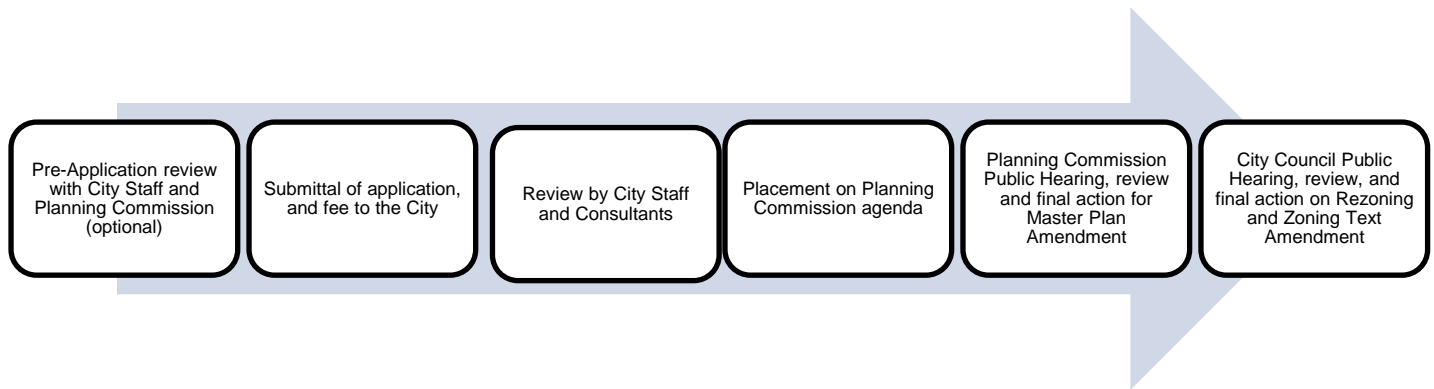 Pre-Application review
with City Staff and
Planning Commission
(optional)
Submittal of application,
and fee to the City
Review by City Staff
and Consultants
Placement on Planning
Commission agenda
Planning Commission
Public Hearing, review
and final action for
Master Plan
Amendment
City Council Public
Hearing, review, and
final action on Rezoning
and Zoning Text
Amendment